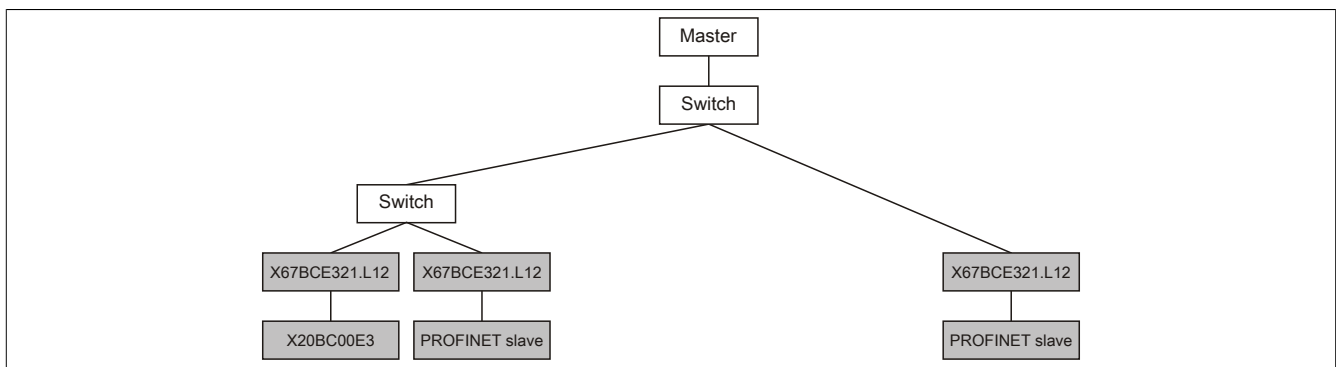 Master
Switch
Switch
X67BCE321.L12 X67BCE321.L12 X67BCE321.L12
X20BC00E3 PROFINET slave PROFINET slave